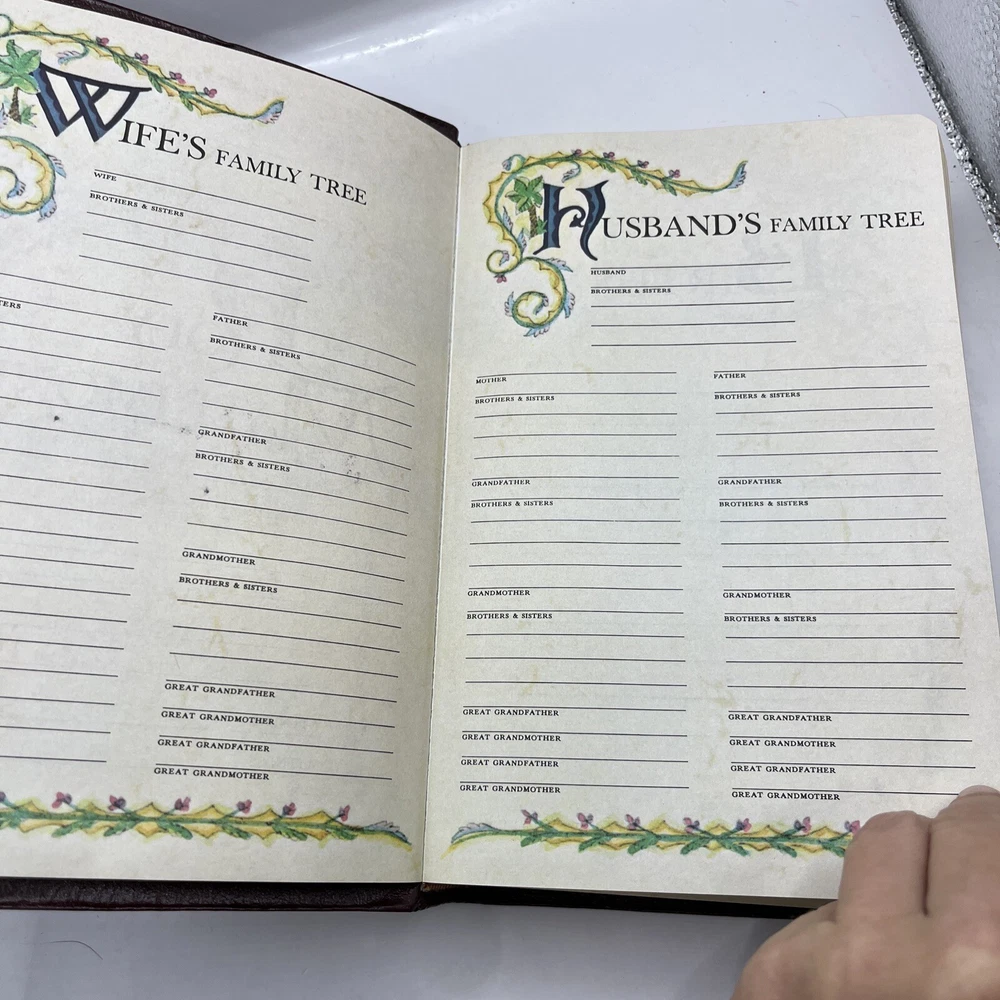 WIFE'S FAMILY TREE
WIFE
BROTHERS & SISTERS
FATHER
BROTHERS & SISTERS
GRANDFATHER
BROTHERS & SISTERS
GRANDMOTHER
BROTHERS & SISTERS
GREAT GRANDFATHER
GREAT GRANDMOTHER
GREAT GRANDFATHER
GREAT GRANDMOTHER
HUSBAND'S FAMILY TREE
HUSBAND
BROTHERS & SISTERS
MOTHER
BROTHERS & SISTERS
GRANDFATHER
BROTHERS & SISTERS
GRANDMOTHER
BROTHERS & SISTERS
GREAT GRANDFATHER
GREAT GRANDMOTHER
GREAT GRANDFATHER
GREAT GRANDMOTHER
FATHER
BROTHERS & SISTERS
GRANDFATHER
BROTHERS & SISTERS
GRANDMOTHER
BROTHERS & SISTERS
GREAT GRANDFATHER
GREAT GRANDMOTHER
GREAT GRANDFATHER
GREAT GRANDMOTHER